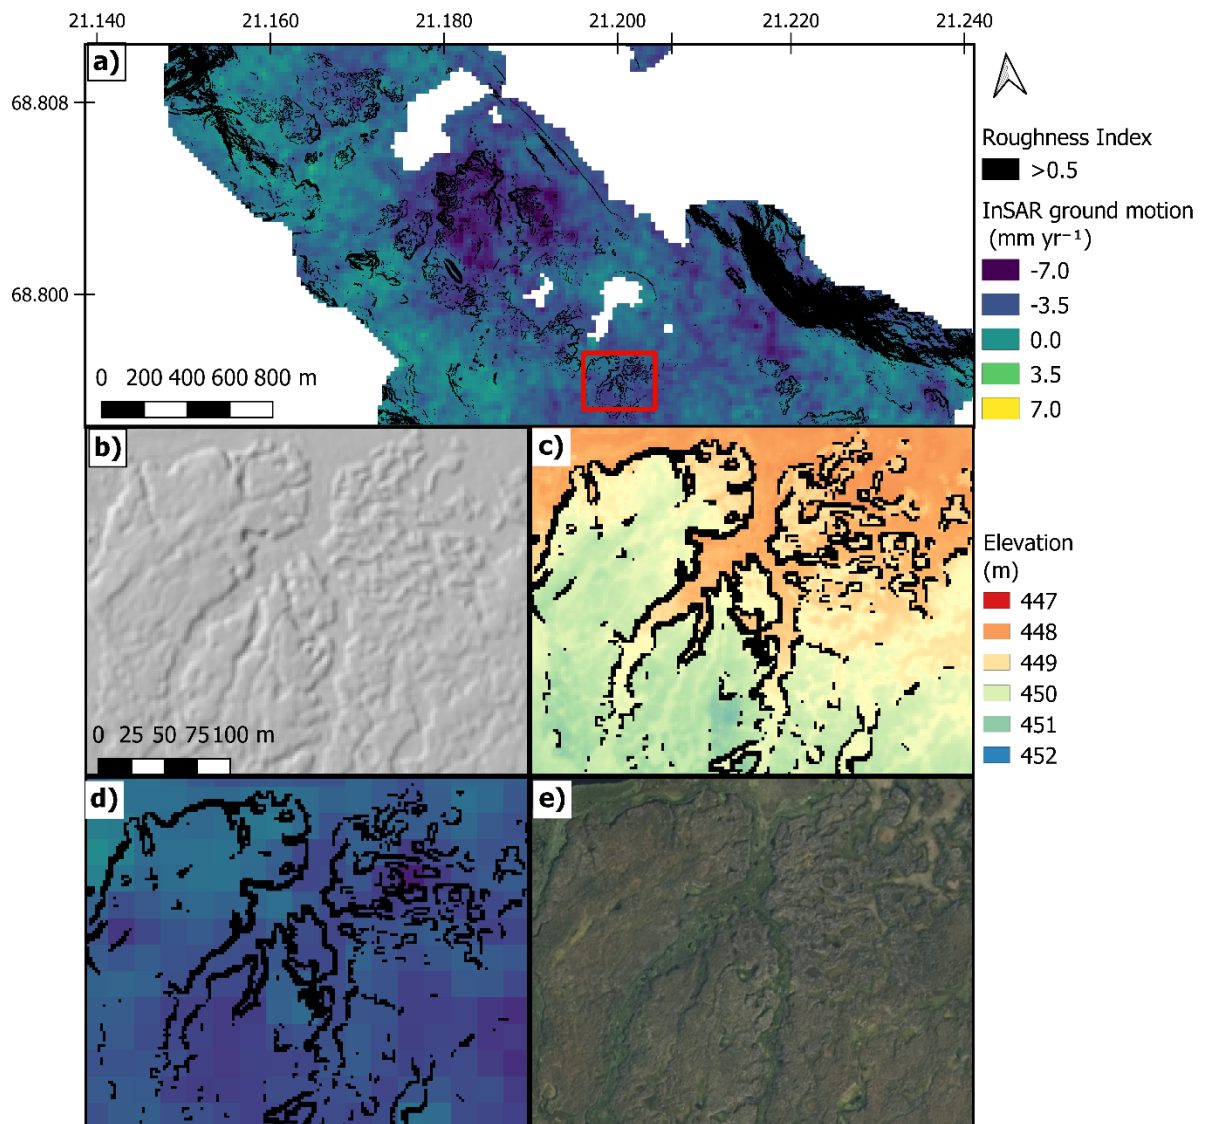 21.140 21.160 21.180 21.200 21.220 21.240
a)
68.808
68.800
0 200 400 600 800 m
Roughness Index
>0.5
InSAR ground motion
(mm yr⁻¹)
-7.0
-3.5
0.0
3.5
7.0
b)
0 25 50 75 100 m
c)
Elevation
(m)
447
448
449
450
451
452
d)
e)